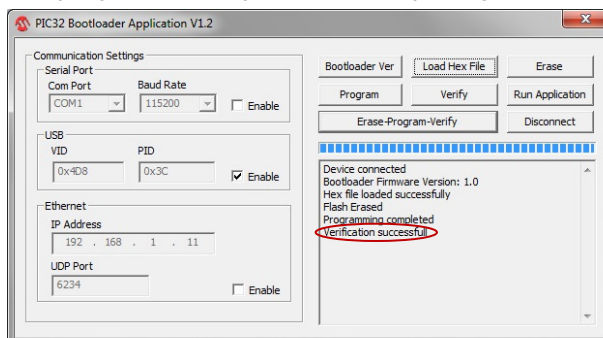 PIC32 Bootloader Application V1.2
Communication Settings
Serial Port
Com Port Baud Rate
COM1 115200 Enable
USB
VID PID
0x4D8 0x3C Enable
Ethernet
IP Address
192 . 168 . 1 . 11
UDP Port
6234 Enable
Bootloader Ver Load Hex File Erase
Program Verify Run Application
Erase-Program-Verify Disconnect
Device connected
Bootloader Firmware Version: 1.0
Hex file loaded successfully
Flash Erased
Programming completed
Verification successfull